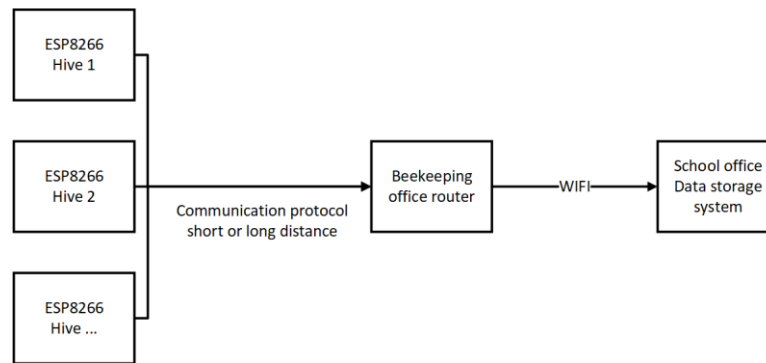 ESP8266
Hive 1
ESP8266
Hive 2
Communication protocol
short or long distance
Beekeeping
office router
WIFI
School office
Data storage
system
ESP8266
Hive ...